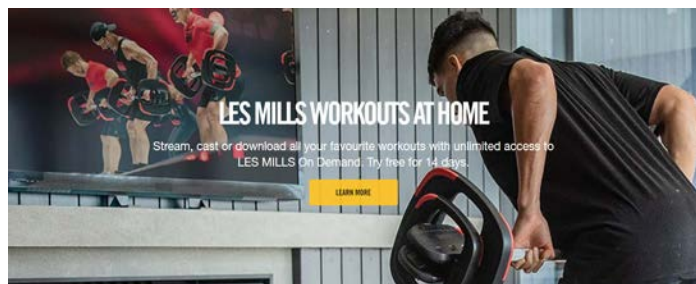 LES MILLS WORKOUTS AT HOME
Stream, cast or download all your favourite workouts with unlimited access to
LES MILLS On Demand. Try free for 14 days.
LEARN MORE